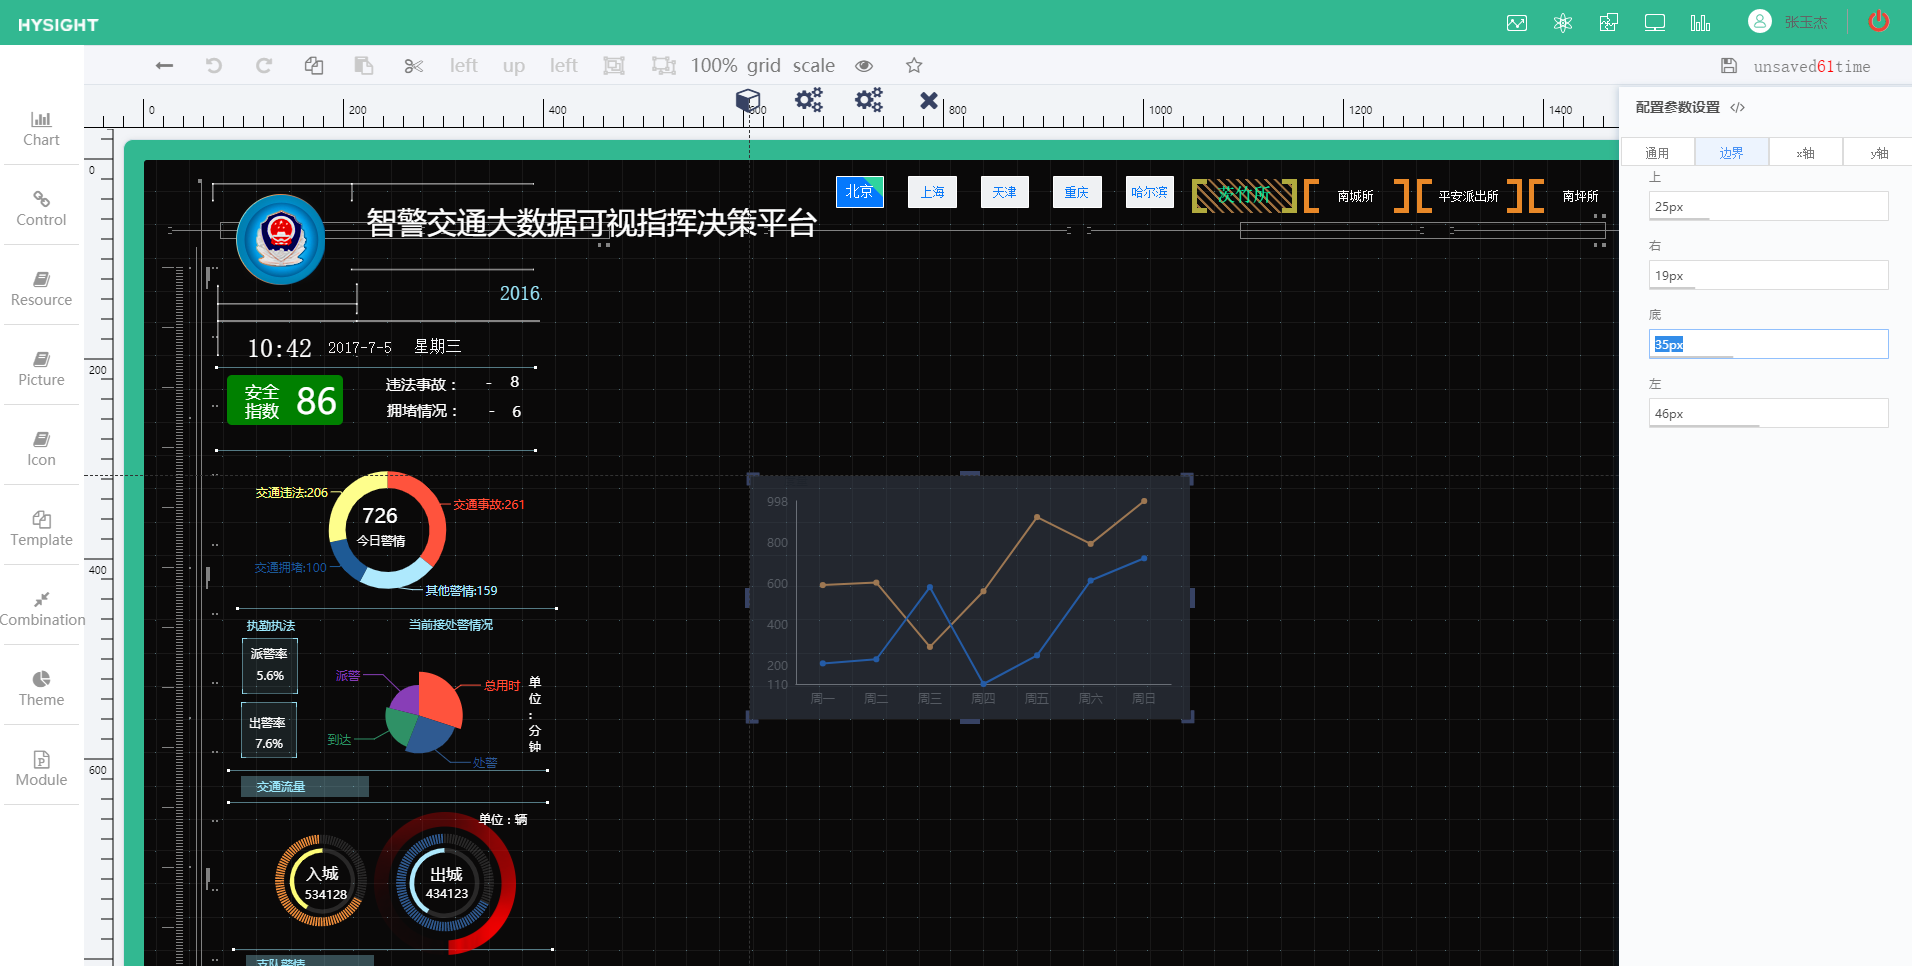 HYSIGHT
张玉杰
left
up
left
100%
grid
scale
unsaved61time
Chart
Control
Resource
Picture
Icon
Template
Combination
Theme
Module
0
200
400
600
800
1000
1200
1400
0
200
400
600
智警交通大数据可视指挥决策平台
北京
上海
天津
重庆
哈尔滨
茨竹所
南城所
平安派出所
南坪所
2016.
10:42
2017-7-5
星期三
安全
指数
86
违法事故： - 8
拥堵情况： - 6
交通违法:206
交通事故:261
726
今日警情
交通拥堵:100
其他警情:159
执勤执法
当前接处警情况
派警率
5.6%
出警率
7.6%
派警
总用时
到达
处警
单
位
:
分
钟
交通流量
单位：辆
入城
534128
出城
434123
支队警情
998
800
600
400
200
110
周一
周二
周三
周四
周五
周六
周日
配置参数设置 </>
通用
边界
x轴
y轴
上
25px
右
19px
底
35px
左
46px